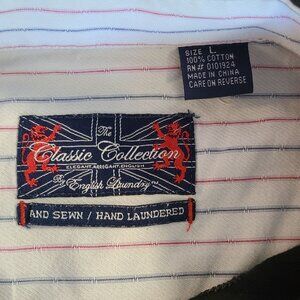 SIZE L
100% COTTON
RN# 0101924
MADE IN CHINA
CARE ON REVERSE
The
Classic Collection
By English Laundry
AND SEWN / HAND LAUNDERED